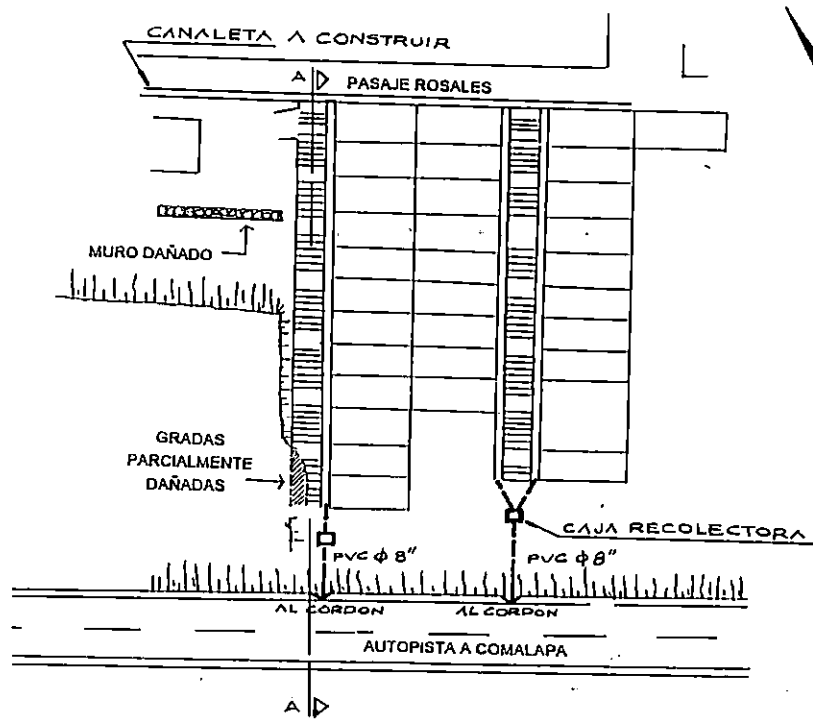 CANALETA A CONSTRUIR
A
PASAJE ROSALES
MURO DAÑADO
GRADAS
PARCIALMENTE
DAÑADAS
CAJA RECOLECTORA
PVC Φ 8"
PVC Φ 8"
AL CORDON
AL CORDON
AUTOPISTA A COMALAPA
A